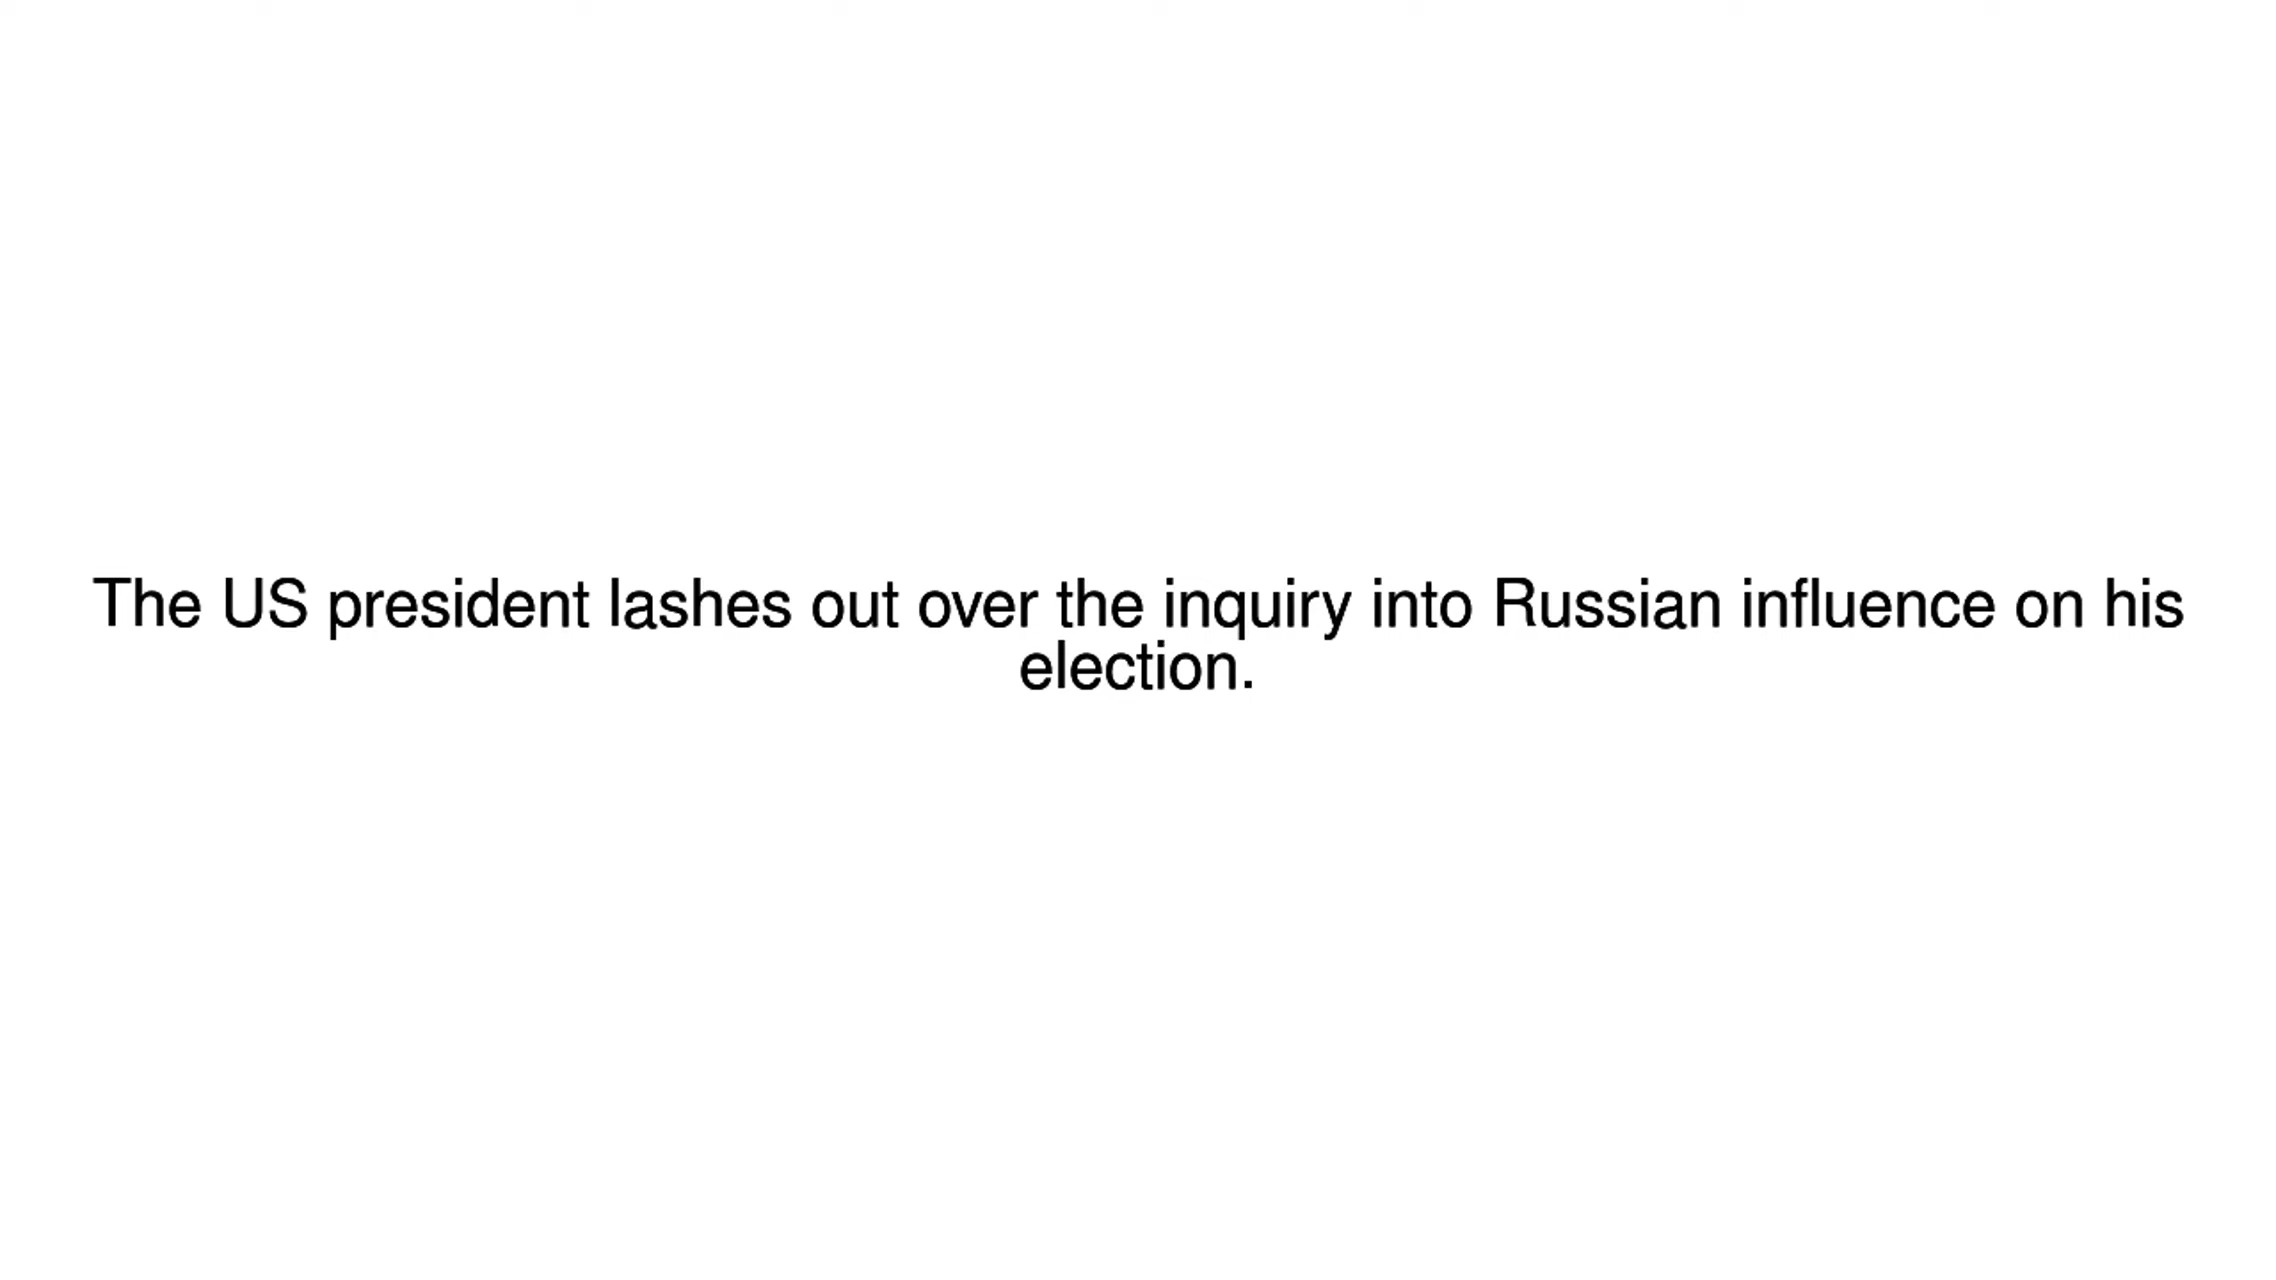 The US president lashes out over the inquiry into Russian influence on his
election.